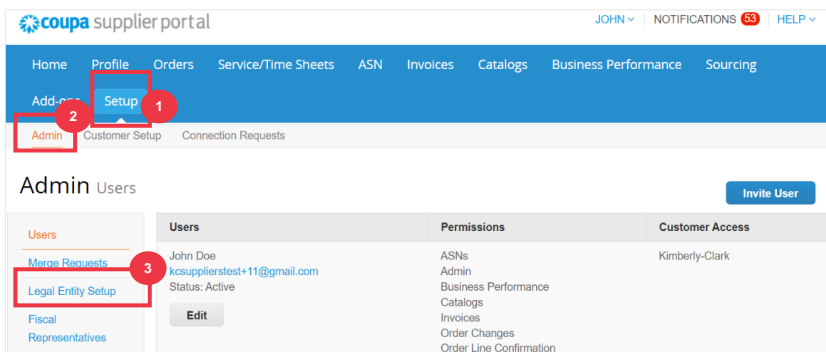 coupa supplier portal
JOHN NOTIFICATIONS 53 HELP
Home Profile Orders Service/Time Sheets ASN Invoices Catalogs Business Performance Sourcing
Setup 1
2
Admin Customer Setup Connection Requests
Admin Users
Invite User
Users
Users Permissions Customer Access
Merge Requests
3
Legal Entity Setup
Fiscal
Representatives
John Doe
kcsupplierstest+11@gmail.com
Status: Active
Edit
ASNs
Admin
Business Performance
Catalogs
Invoices
Order Changes
Order Line Confirmation
Kimberly-Clark